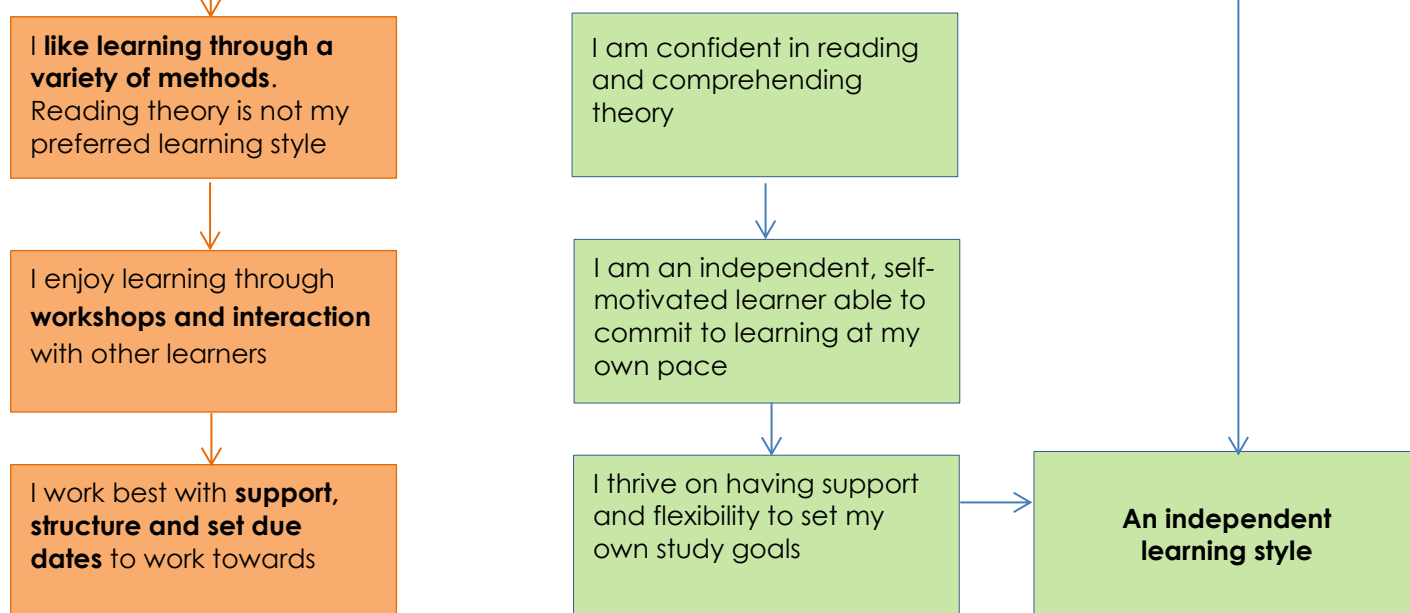 I like learning through a
variety of methods.
Reading theory is not my
preferred learning style
I enjoy learning through
workshops and interaction
with other learners
I work best with support,
structure and set due
dates to work towards
I am confident in reading
and comprehending
theory
I am an independent, self-
motivated learner able to
commit to learning at my
own pace
I thrive on having support
and flexibility to set my
own study goals
An independent
learning style